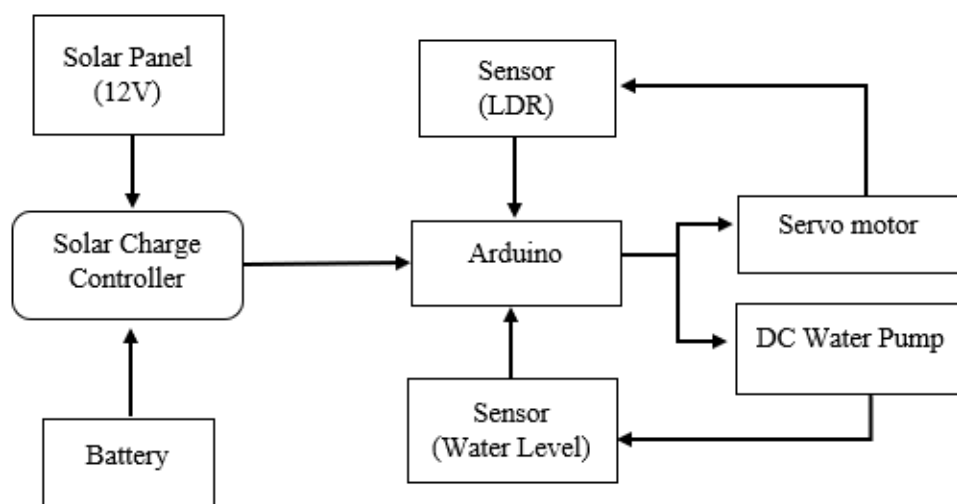 Solar Panel
(12V)
Sensor
(LDR)
Solar Charge
Controller
Arduino
Servo motor
DC Water Pump
Battery
Sensor
(Water Level)